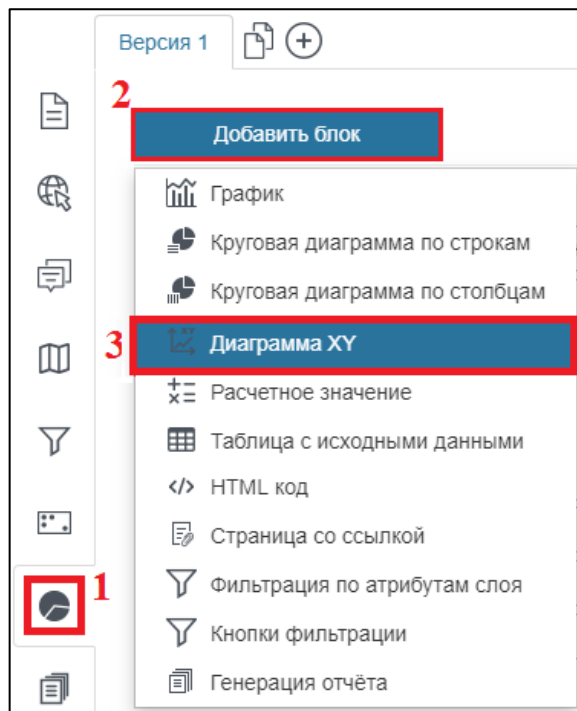 Версия 1
2
Добавить блок
График
Круговая диаграмма по строкам
Круговая диаграмма по столбцам
3 Диаграмма XY
Расчетное значение
Таблица с исходными данными
HTML код
Страница со ссылкой
1 Фильтрация по атрибутам слоя
Кнопки фильтрации
Генерация отчёта